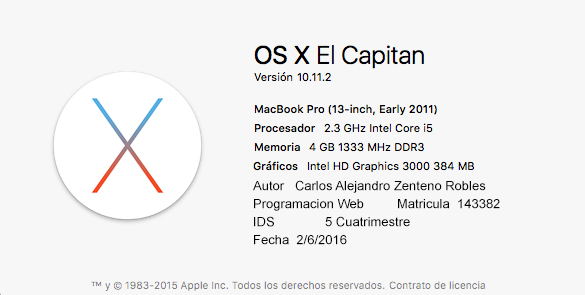 OS X El Capitan
Versión 10.11.2
MacBook Pro (13-inch, Early 2011)
Procesador 2.3 GHz Intel Core i5
Memoria 4 GB 1333 MHz DDR3
Gráficos Intel HD Graphics 3000 384 MB
Autor Carlos Alejandro Zenteno Robles
Programacion Web Matricula 143382
IDS 5 Cuatrimestre
Fecha 2/6/2016
™ y © 1983-2015 Apple Inc. Todos los derechos reservados. Contrato de licencia